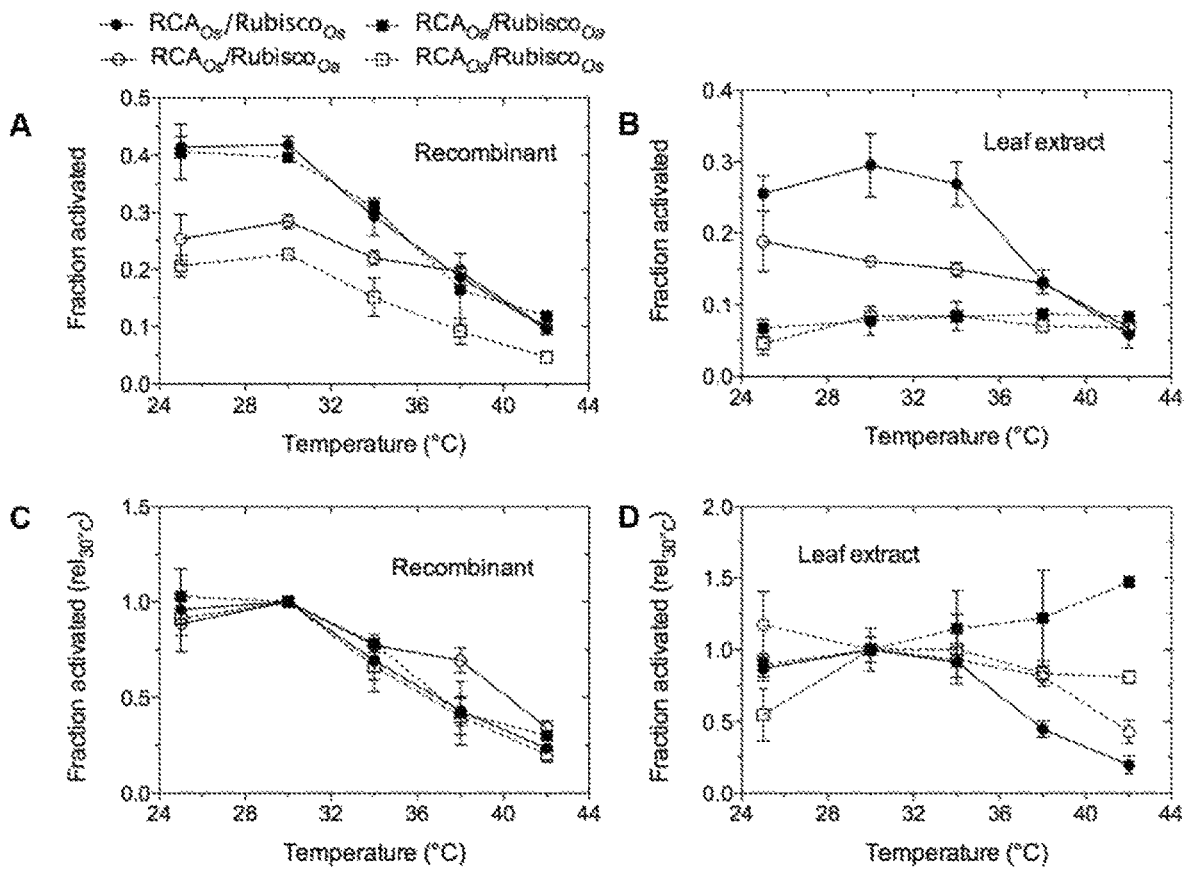 RCAOs/RubiscoOs RCAOa/RubiscoOa
RCAOs/RubiscoOa RCAOa/RubiscoOs
A
Recombinant
Fraction activated
0.5
0.4
0.3
0.2
0.1
0.0
24 28 32 36 40 44
Temperature (°C)
B
Leaf extract
Fraction activated
0.4
0.3
0.2
0.1
0.0
24 28 32 36 40 44
Temperature (°C)
C
Recombinant
Fraction activated (rel30°C)
1.5
1.0
0.5
0.0
24 28 32 36 40 44
Temperature (°C)
D
Leaf extract
Fraction activated (rel30°C)
2.0
1.5
1.0
0.5
0.0
24 28 32 36 40 44
Temperature (°C)